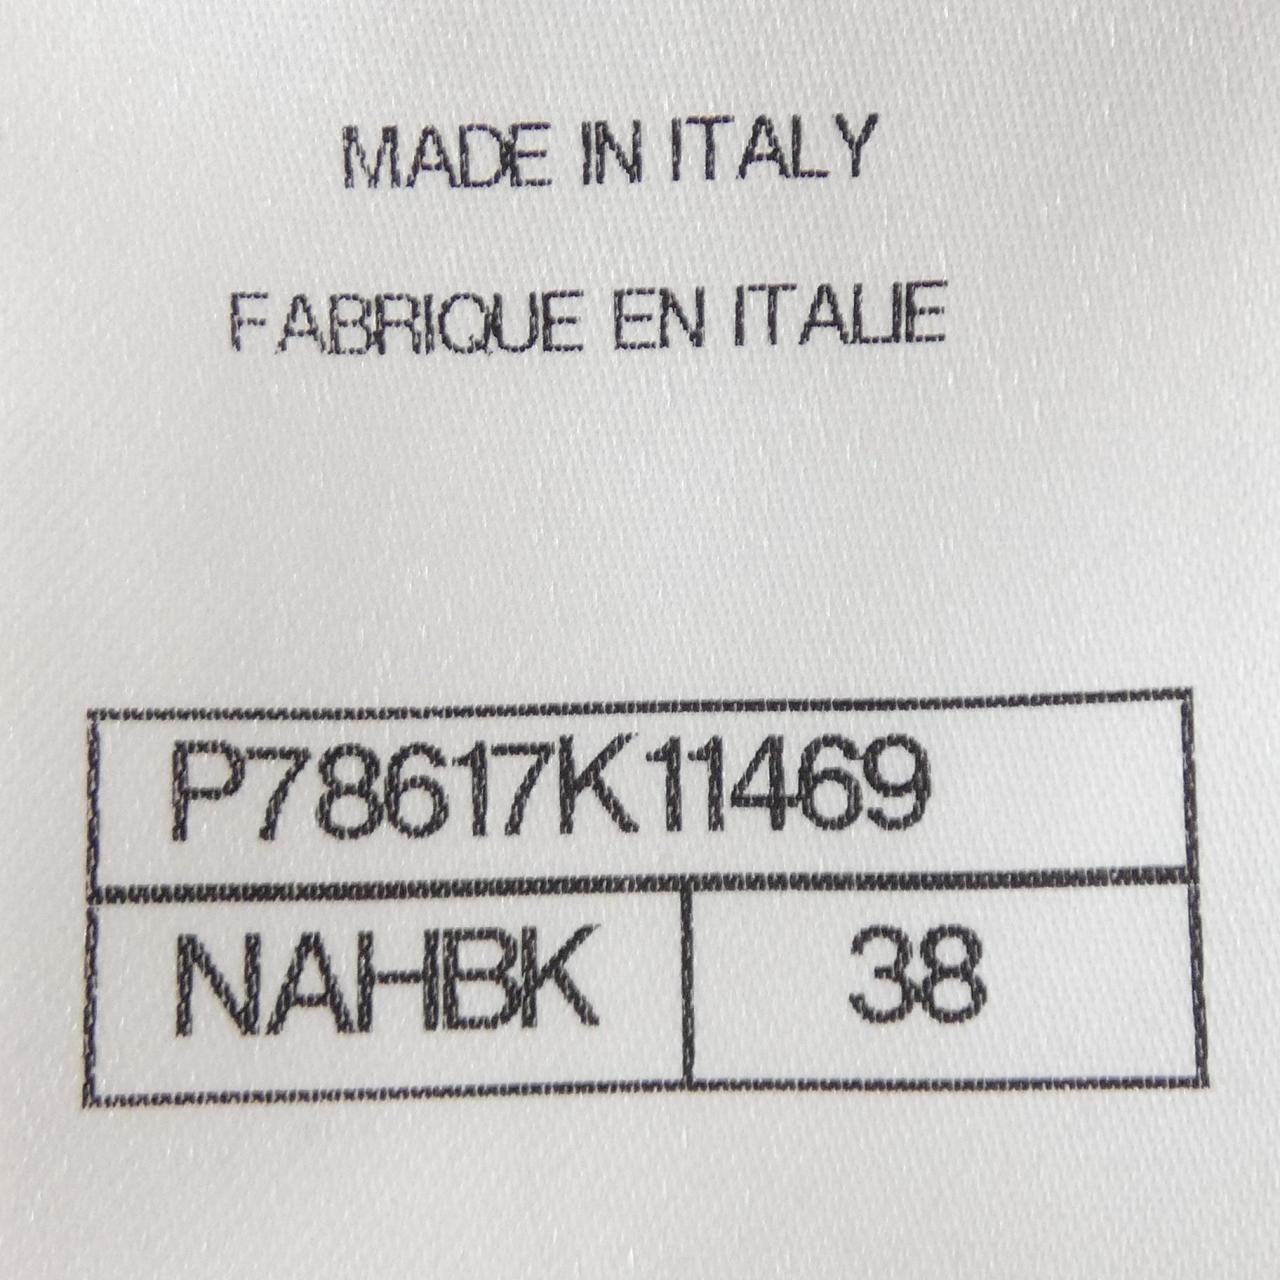 MADE IN ITALY
FABRIQUE EN ITALIE
P78617K11469
NAHBK 38